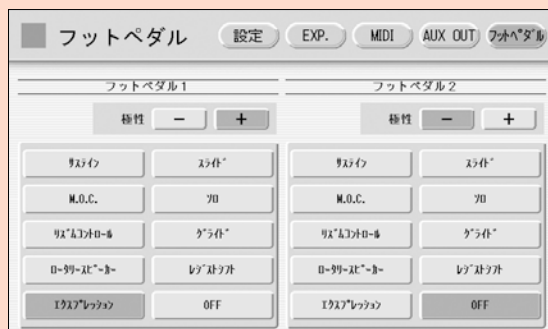 フットペダル
設定 EXP. MIDI AUX OUT ﾌｯﾄﾍﾟﾀﾞﾙ
フットペダル1
極性 − +
ｻｽﾃｲﾝ ｽﾗｲﾄﾞ
M.O.C. ｿﾛ
ﾘｽﾞﾑｺﾝﾄﾛｰﾙ ｸﾞﾗｲﾄﾞ
ﾛｰﾀﾘｰｽﾋﾟｰｶｰ ﾚｼﾞｽﾄｼﾌﾄ
ｴｸｽﾌﾟﾚｯｼｮﾝ OFF
フットペダル2
極性 − +
ｻｽﾃｲﾝ ｽﾗｲﾄﾞ
M.O.C. ｿﾛ
ﾘｽﾞﾑｺﾝﾄﾛｰﾙ ｸﾞﾗｲﾄﾞ
ﾛｰﾀﾘｰｽﾋﾟｰｶｰ ﾚｼﾞｽﾄｼﾌﾄ
ｴｸｽﾌﾟﾚｯｼｮﾝ OFF